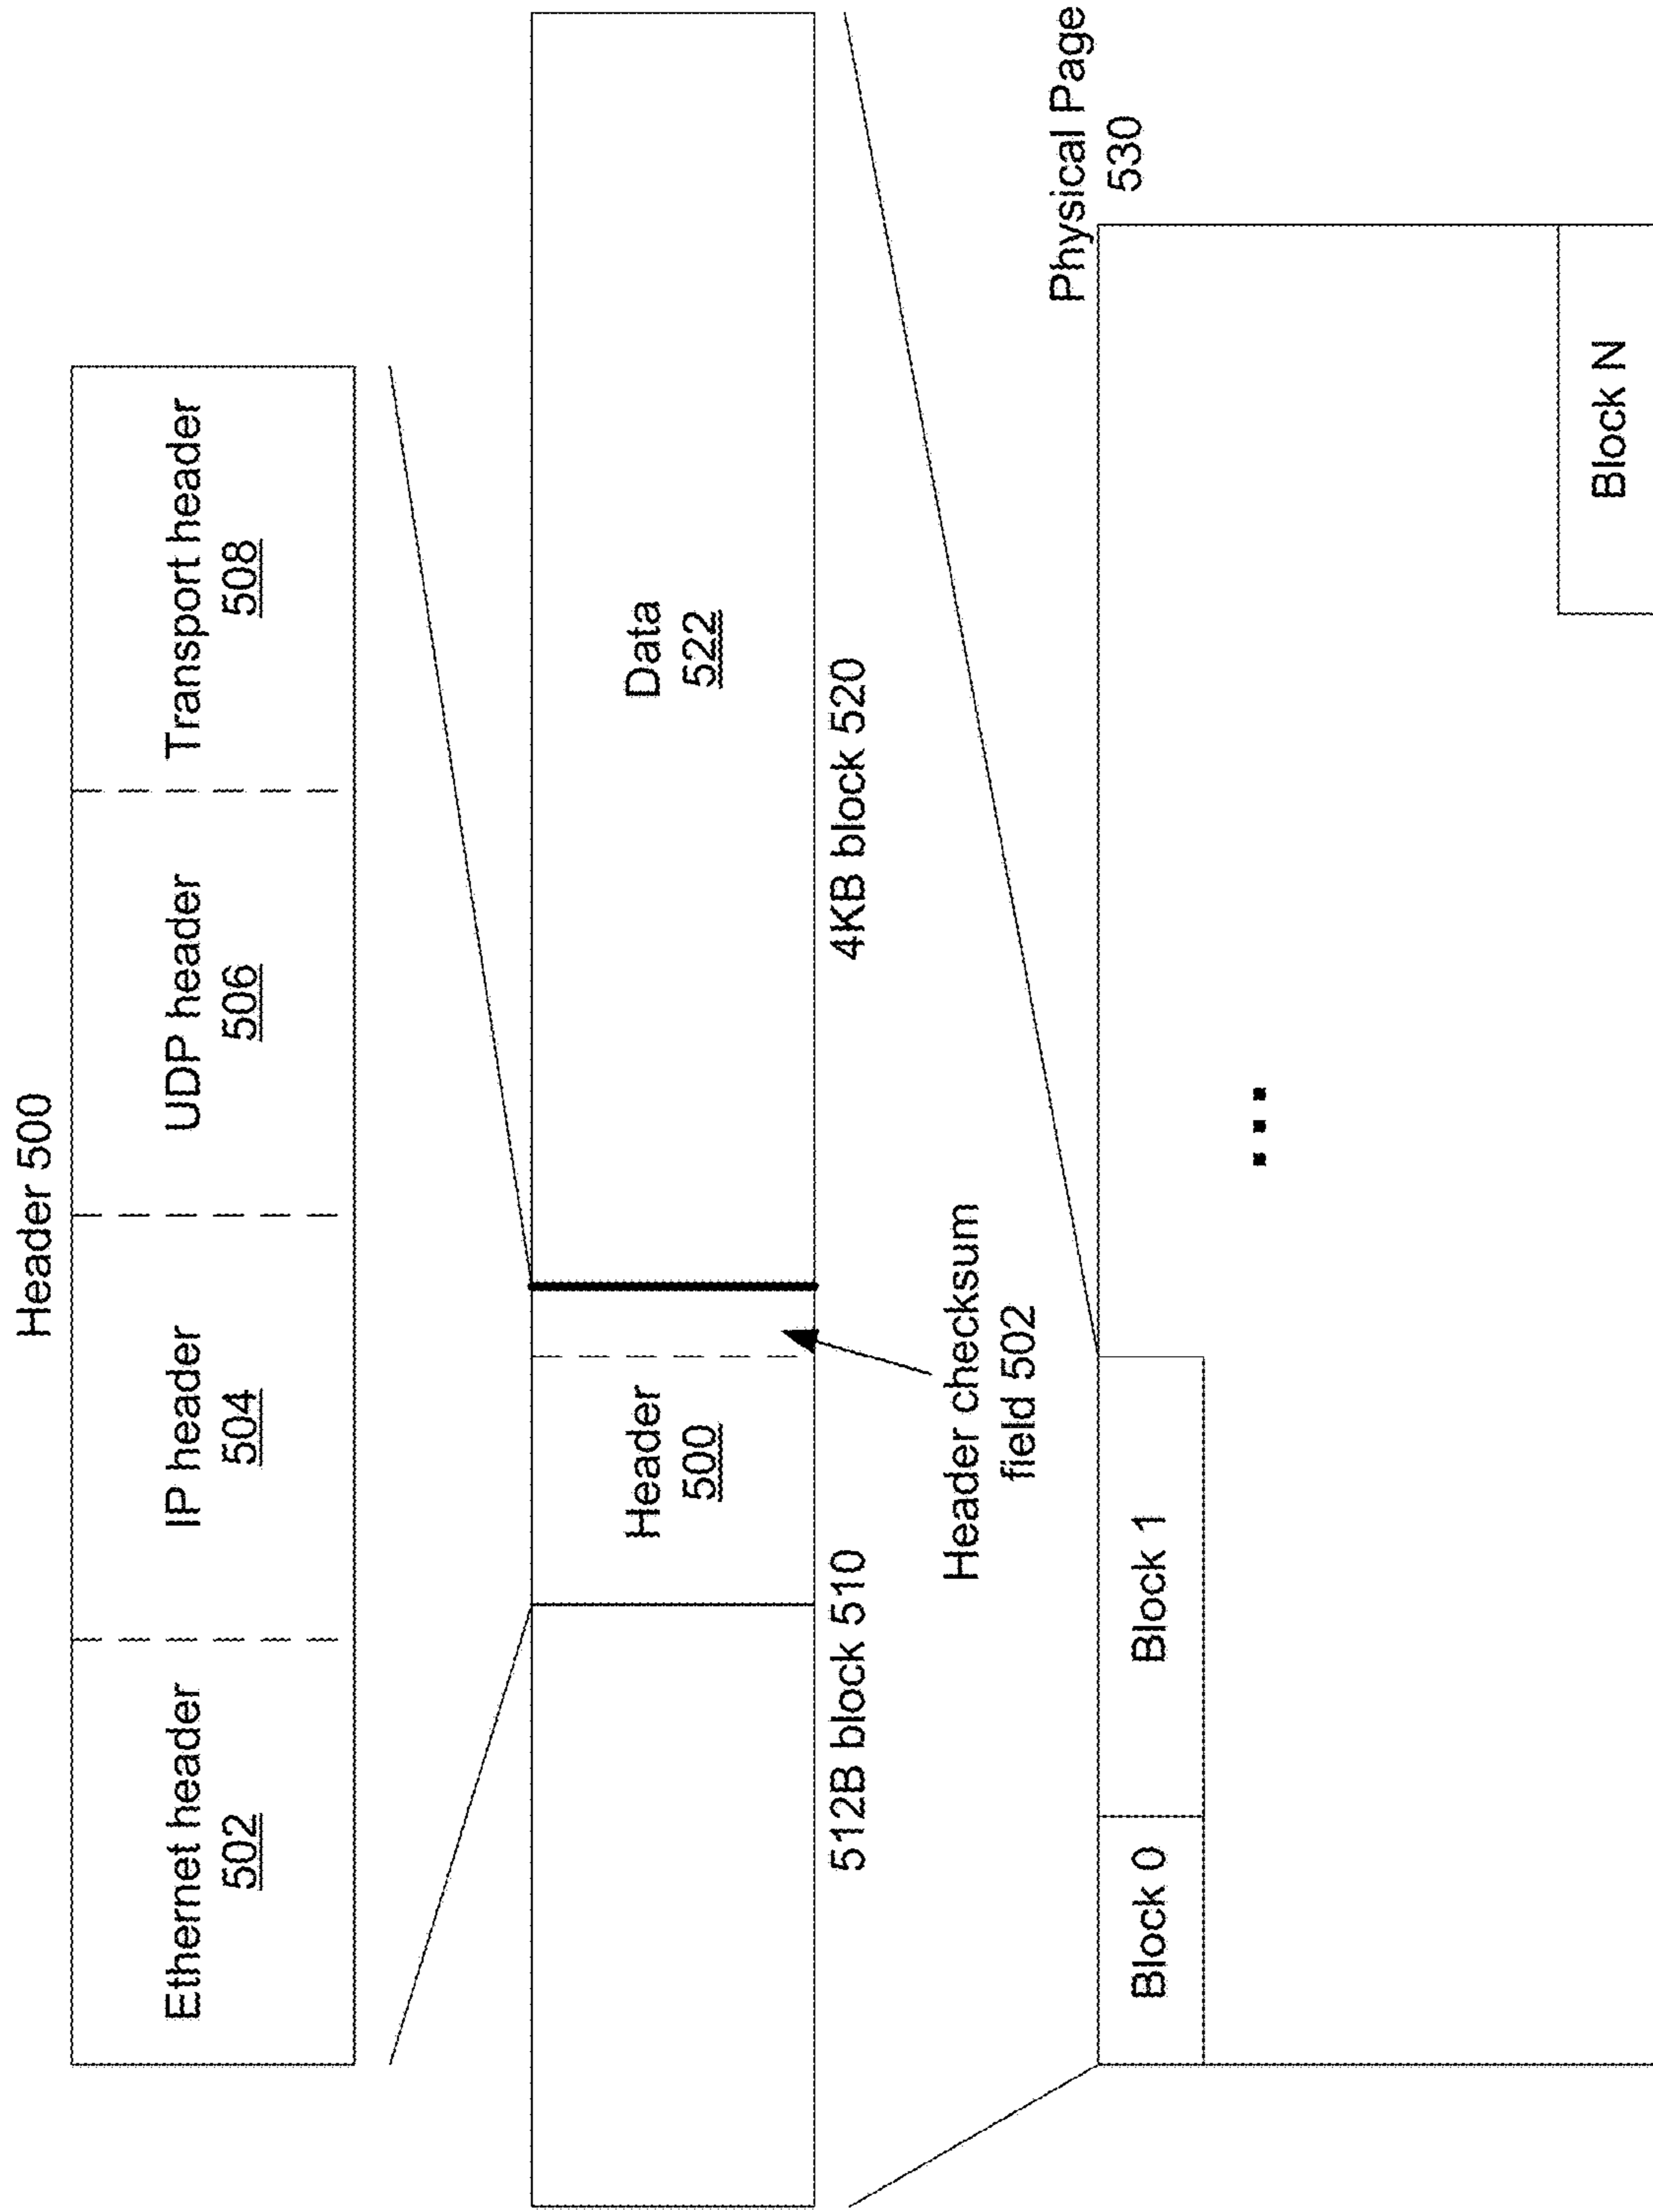 Header 500
Ethernet header
502
IP header
504
UDP header
506
Transport header
508
Header
500
Data
522
512B block 510
4KB block 520
Header checksum
field 502
Physical Page
530
Block 0
Block 1
Block N